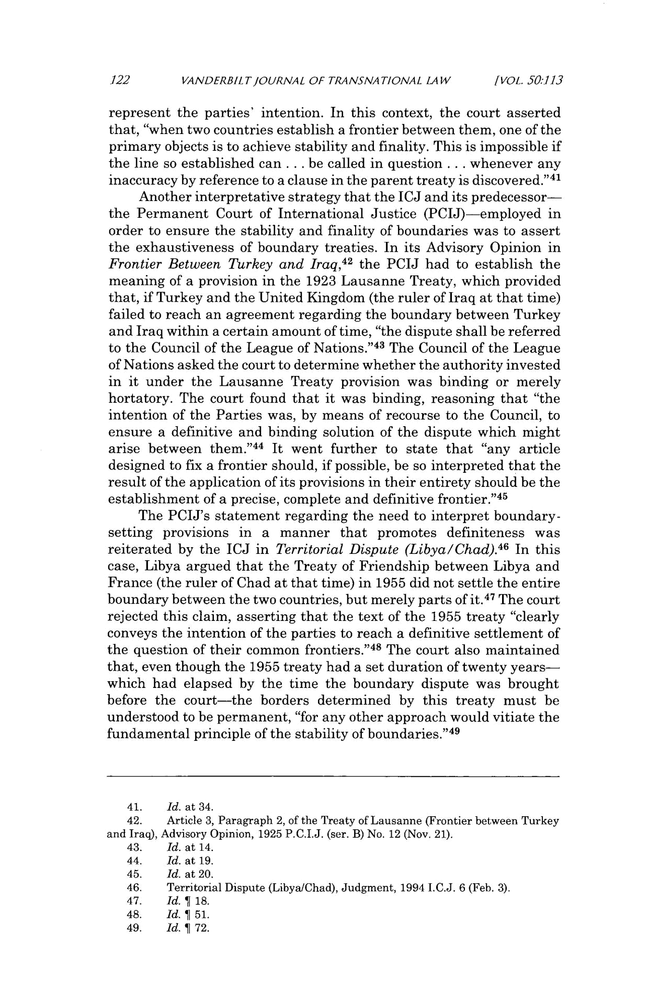 122 VANDERBILT JOURNAL OF TRANSNATIONAL LAW [VOL. 50:113
represent the parties' intention. In this context, the court asserted
that, “when two countries establish a frontier between them, one of the
primary objects is to achieve stability and finality. This is impossible if
the line so established can . . . be called in question . . . whenever any
inaccuracy by reference to a clause in the parent treaty is discovered.”41
Another interpretative strategy that the ICJ and its predecessor—
the Permanent Court of International Justice (PCIJ)—employed in
order to ensure the stability and finality of boundaries was to assert
the exhaustiveness of boundary treaties. In its Advisory Opinion in
Frontier Between Turkey and Iraq,42 the PCIJ had to establish the
meaning of a provision in the 1923 Lausanne Treaty, which provided
that, if Turkey and the United Kingdom (the ruler of Iraq at that time)
failed to reach an agreement regarding the boundary between Turkey
and Iraq within a certain amount of time, “the dispute shall be referred
to the Council of the League of Nations.”43 The Council of the League
of Nations asked the court to determine whether the authority invested
in it under the Lausanne Treaty provision was binding or merely
hortatory. The court found that it was binding, reasoning that “the
intention of the Parties was, by means of recourse to the Council, to
ensure a definitive and binding solution of the dispute which might
arise between them.”44 It went further to state that “any article
designed to fix a frontier should, if possible, be so interpreted that the
result of the application of its provisions in their entirety should be the
establishment of a precise, complete and definitive frontier.”45
The PCIJ's statement regarding the need to interpret boundary-
setting provisions in a manner that promotes definiteness was
reiterated by the ICJ in Territorial Dispute (Libya/Chad).46 In this
case, Libya argued that the Treaty of Friendship between Libya and
France (the ruler of Chad at that time) in 1955 did not settle the entire
boundary between the two countries, but merely parts of it.47 The court
rejected this claim, asserting that the text of the 1955 treaty “clearly
conveys the intention of the parties to reach a definitive settlement of
the question of their common frontiers.”48 The court also maintained
that, even though the 1955 treaty had a set duration of twenty years—
which had elapsed by the time the boundary dispute was brought
before the court—the borders determined by this treaty must be
understood to be permanent, “for any other approach would vitiate the
fundamental principle of the stability of boundaries.”49
41. Id. at 34.
42. Article 3, Paragraph 2, of the Treaty of Lausanne (Frontier between Turkey
and Iraq), Advisory Opinion, 1925 P.C.I.J. (ser. B) No. 12 (Nov. 21).
43. Id. at 14.
44. Id. at 19.
45. Id. at 20.
46. Territorial Dispute (Libya/Chad), Judgment, 1994 I.C.J. 6 (Feb. 3).
47. Id. ¶ 18.
48. Id. ¶ 51.
49. Id. ¶ 72.